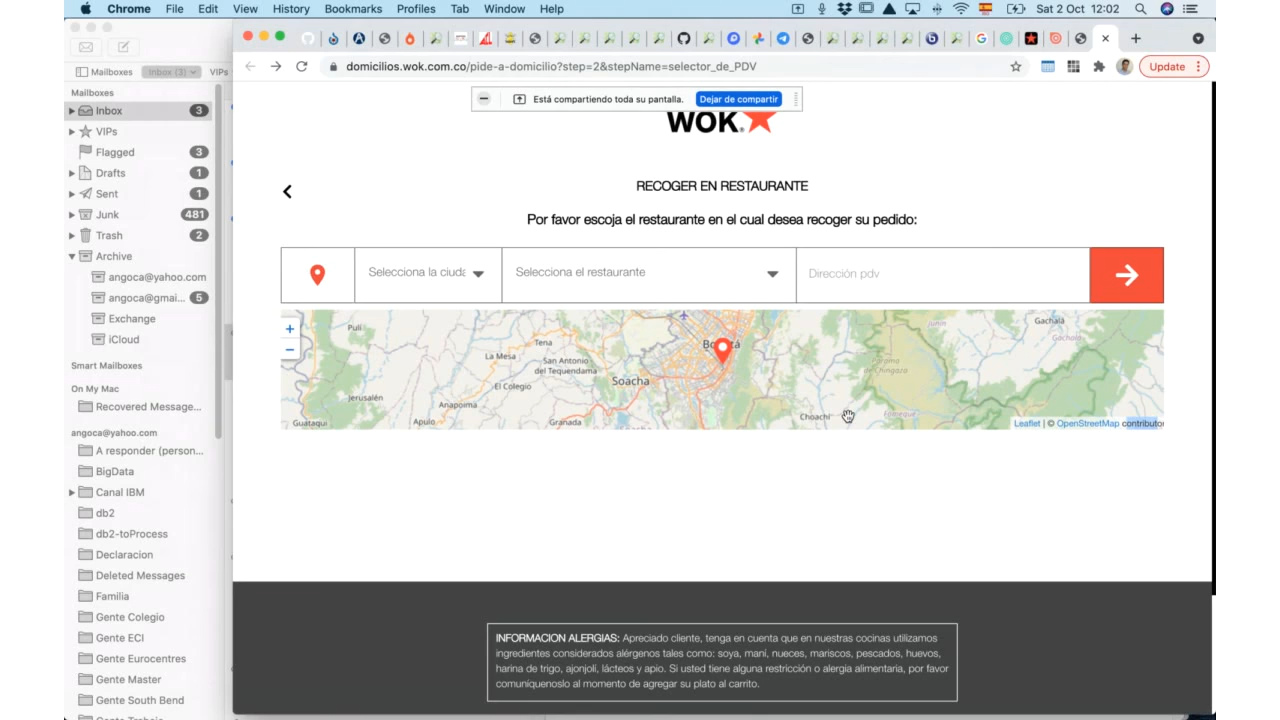 Chrome File Edit View History Bookmarks Profiles Tab Window Help Sat 2 Oct 12:02
domicilios.wok.com.co/pide-a-domicilio?step=2&stepName=selector_de_PDV Update
Mailboxes Inbox (3) VIPs
Mailboxes
Inbox 3
VIPs
Flagged 3
Drafts 1
Sent 1
Junk 481
Trash 2
Archive
angoca@yahoo.com
angoca@gmai... 5
Exchange
iCloud
Smart Mailboxes
On My Mac
Recovered Message...
angoca@yahoo.com
A responder (person...
BigData
Canal IBM
db2
db2-toProcess
Declaracion
Deleted Messages
Familia
Gente Colegio
Gente ECI
Gente Eurocentres
Gente Master
Gente South Bend
Está compartiendo toda su pantalla. Dejar de compartir
WOK.
RECOGER EN RESTAURANTE
Por favor escoja el restaurante en el cual desea recoger su pedido:
Selecciona la ciuda Selecciona el restaurante Dirección pdv
+
−
Puli
Tena
La Mesa
San Antonio
del Tequendama
El Colegio
Jerusalén
Anapoima
Guataqui
Apulo
Granada
Soacha
Bogotá
Choachí
Junín
Gachalá
Gachalá
Páramo
de Chingaza
Fómeque
Leaflet | © OpenStreetMap contributor
INFORMACION ALERGIAS: Apreciado cliente, tenga en cuenta que en nuestras cocinas utilizamos
ingredientes considerados alérgenos tales como: soya, maní, nueces, mariscos, pescados, huevos,
harina de trigo, ajonjolí, lácteos y apio. Si usted tiene alguna restricción o alergia alimentaria, por favor
comuníquenoslo al momento de agregar su plato al carrito.